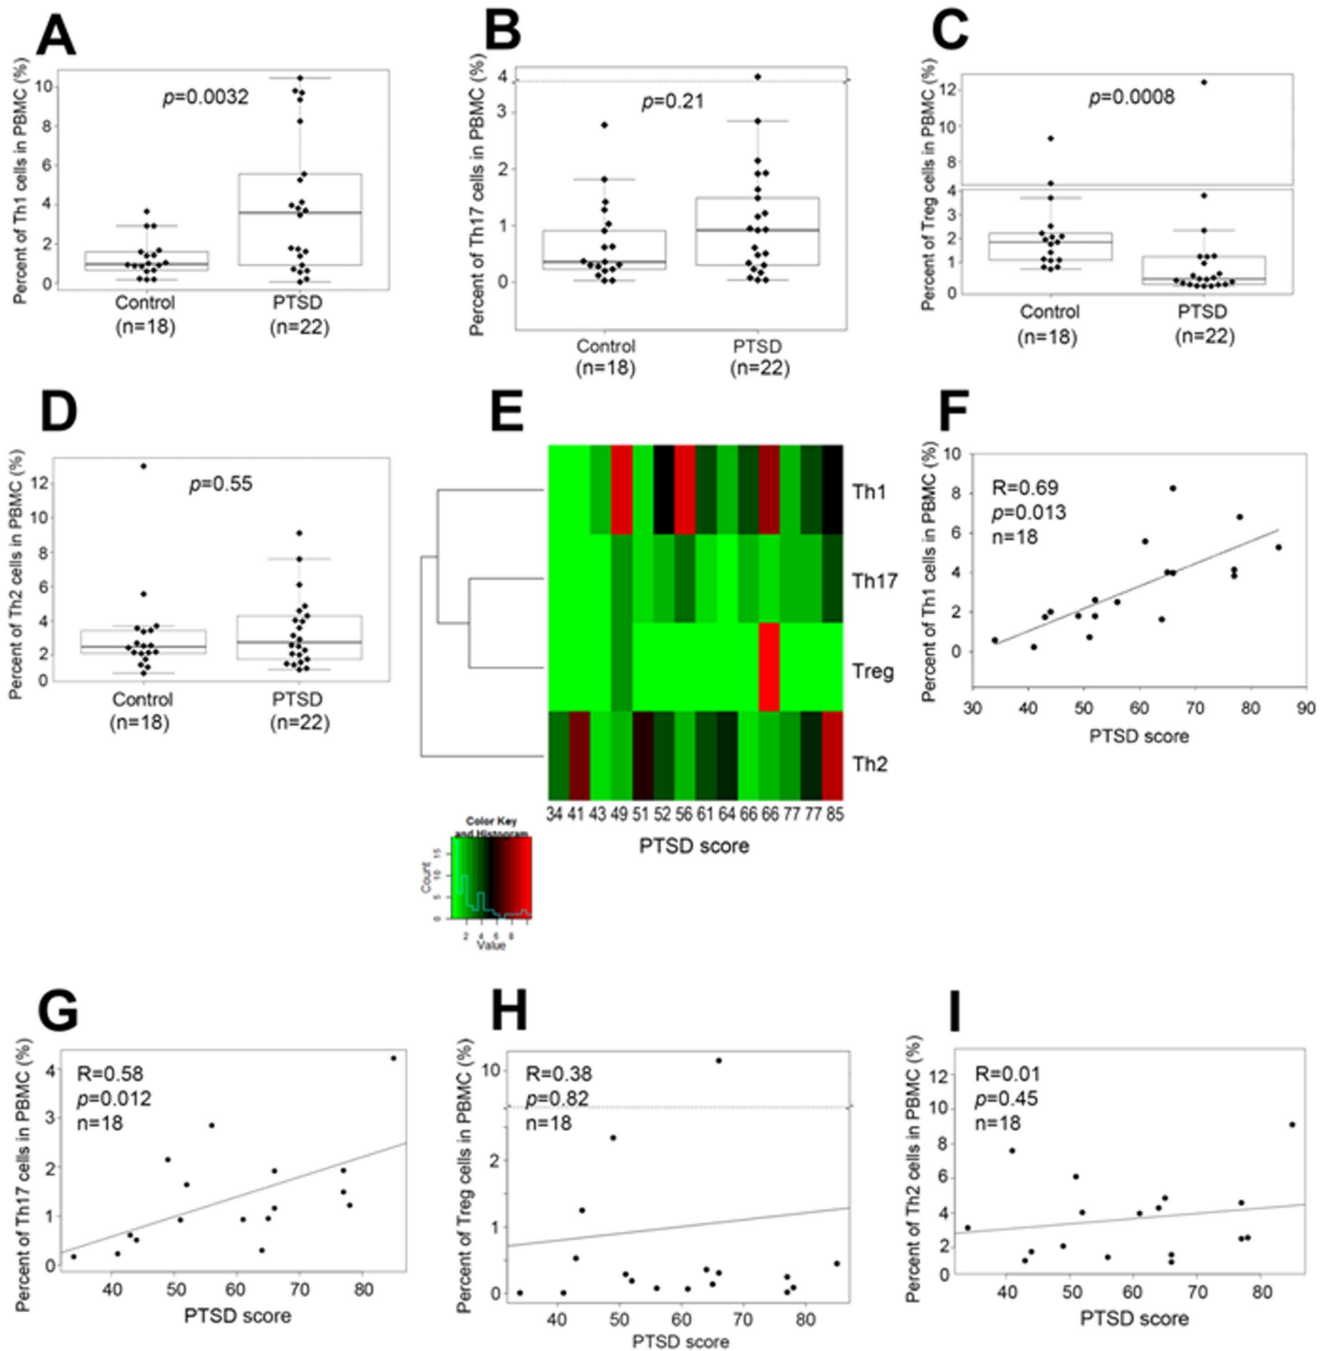 A
Percent of Th1 cells in PBMC (%)
10
8
6
4
2
0
p=0.0032
Control
(n=18)
PTSD
(n=22)
B
Percent of Th17 cells in PBMC (%)
4
3
2
1
0
p=0.21
Control
(n=18)
PTSD
(n=22)
C
Percent of Treg cells in PBMC (%)
12
10
8
4
3
2
1
0
p=0.0008
Control
(n=18)
PTSD
(n=22)
D
Percent of Th2 cells in PBMC (%)
12
10
8
6
4
2
0
p=0.55
Control
(n=18)
PTSD
(n=22)
E
Th1
Th17
Treg
Th2
34 41 43 49 51 52 56 61 64 66 66 77 77 85
PTSD score
Color Key
and Histogram
Count
0 5 10 15
2 4 6 8
Value
F
Percent of Th1 cells in PBMC (%)
10
8
6
4
2
0
R=0.69
p=0.013
n=18
30 40 50 60 70 80 90
PTSD score
G
Percent of Th17 cells in PBMC (%)
4
3
2
1
0
R=0.58
p=0.012
n=18
40 50 60 70 80
PTSD score
H
Percent of Treg cells in PBMC (%)
10
2
1
0
R=0.38
p=0.82
n=18
40 50 60 70 80
PTSD score
I
Percent of Th2 cells in PBMC (%)
12
10
8
6
4
2
0
R=0.01
p=0.45
n=18
40 50 60 70 80
PTSD score